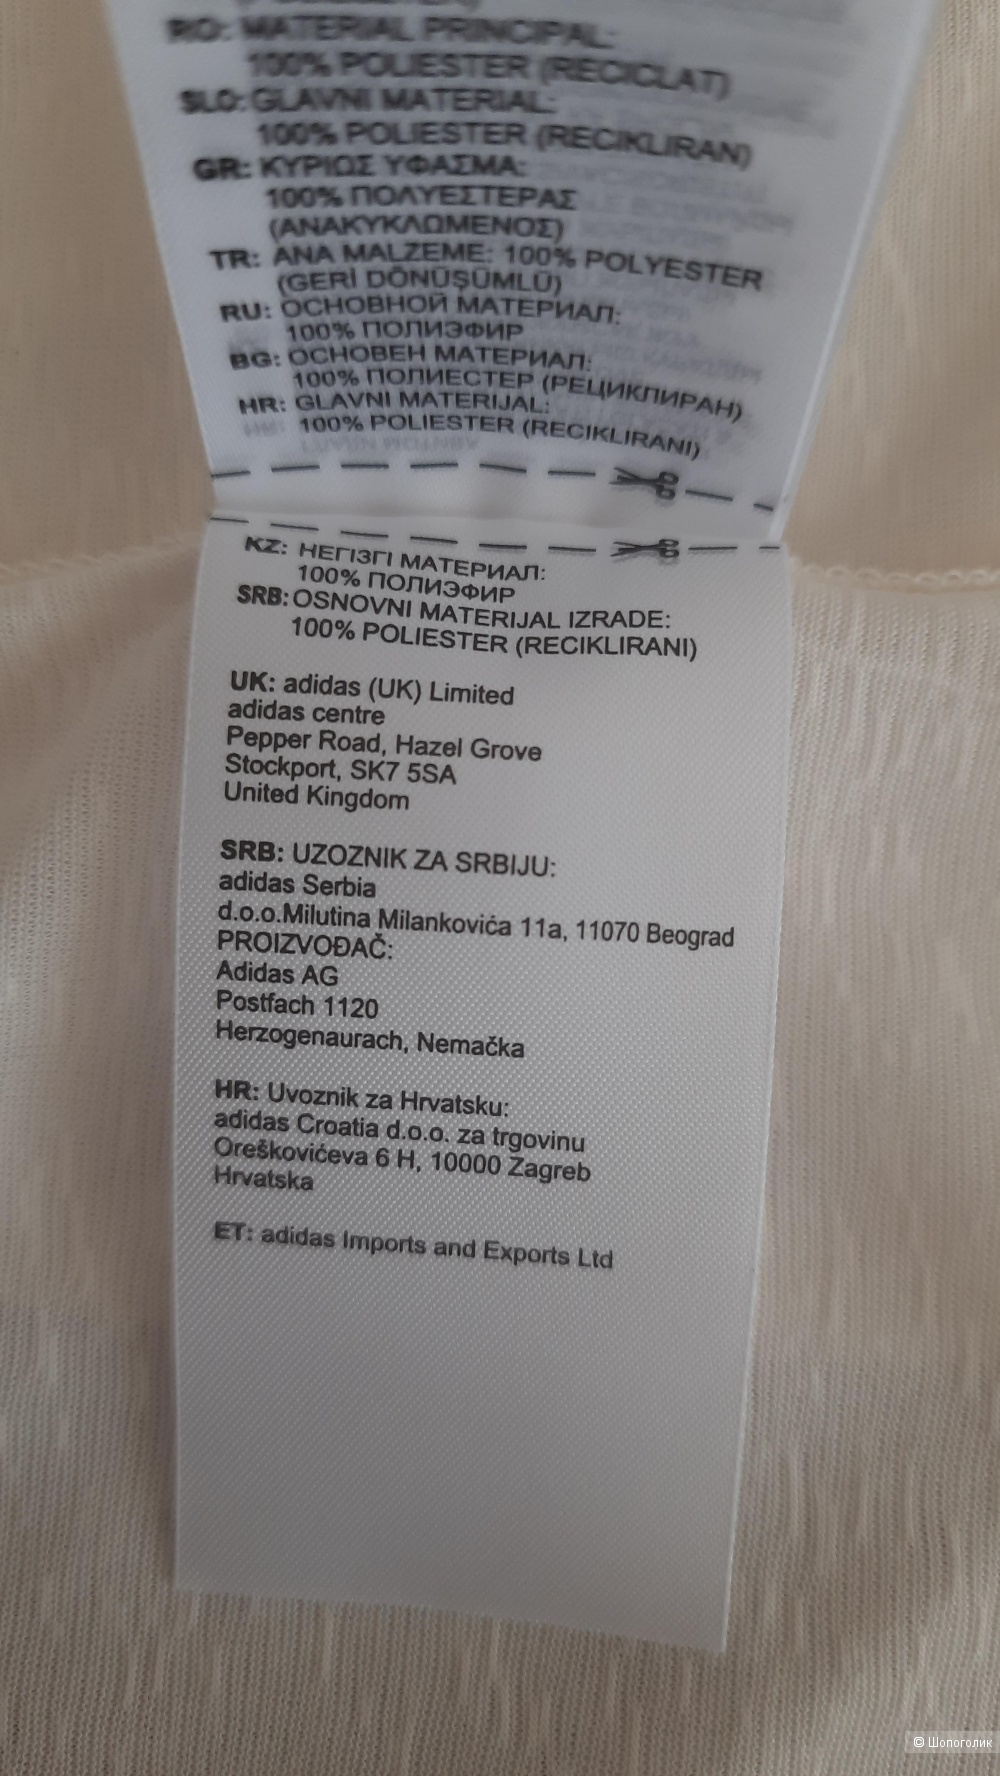 RO: MATERIAL PRINCIPAL:
100% POLIESTER (RECICLAT)
SLO: GLAVNI MATERIAL:
100% POLIESTER (RECIKLIRAN)
GR: ΚΥΡΙΩΣ ΥΦΑΣΜΑ:
100% ΠΟΛΥΕΣΤΕΡΑΣ
(ΑΝΑΚΥΚΛΩΜΕΝΟΣ)
TR: ANA MALZEME: 100% POLYESTER
(GERİ DÖNÜŞÜMLÜ)
RU: ОСНОВНОЙ МАТЕРИАЛ:
100% ПОЛИЭФИР
BG: ОСНОВЕН МАТЕРИАЛ:
100% ПОЛИЕСТЕР (РЕЦИКЛИРАН)
HR: GLAVNI MATERIJAL:
100% POLIESTER (RECIKLIRANI)
KZ: НЕГІЗГІ МАТЕРИАЛ:
100% ПОЛИЭФИР
SRB: OSNOVNI MATERIJAL IZRADE:
100% POLIESTER (RECIKLIRANI)
UK: adidas (UK) Limited
adidas centre
Pepper Road, Hazel Grove
Stockport, SK7 5SA
United Kingdom
SRB: UZOZNIK ZA SRBIJU:
adidas Serbia
d.o.o.Milutina Milankovića 11a, 11070 Beograd
PROIZVOĐAČ:
Adidas AG
Postfach 1120
Herzogenaurach, Nemačka
HR: Uvoznik za Hrvatsku:
adidas Croatia d.o.o. za trgovinu
Oreškovićeva 6 H, 10000 Zagreb
Hrvatska
ET: adidas Imports and Exports Ltd
© Шопоголик